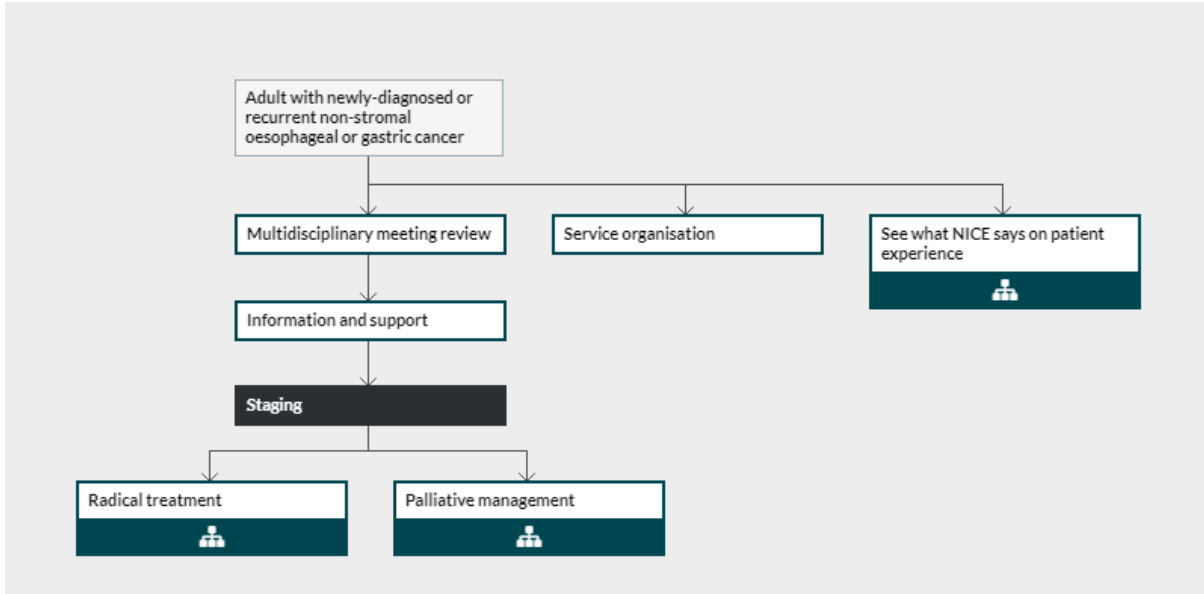 Adult with newly-diagnosed or
recurrent non-stromal
oesophageal or gastric cancer
Multidisciplinary meeting review
Service organisation
See what NICE says on patient
experience
Information and support
Staging
Radical treatment
Palliative management